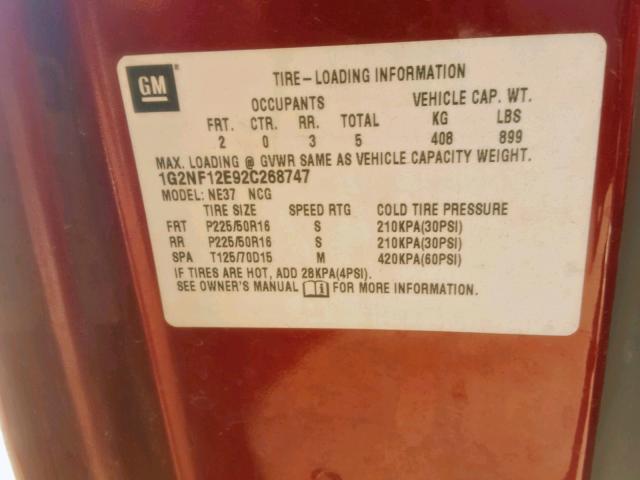 GM
TIRE-LOADING INFORMATION
OCCUPANTS VEHICLE CAP. WT.
FRT. CTR. RR. TOTAL KG LBS
2 0 3 5 408 899
MAX. LOADING @ GVWR SAME AS VEHICLE CAPACITY WEIGHT.
1G2NF12E92C268747
MODEL: NE37 NCG
TIRE SIZE SPEED RTG COLD TIRE PRESSURE
FRT P225/50R16 S 210KPA(30PSI)
RR P225/50R16 S 210KPA(30PSI)
SPA T125/70D15 M 420KPA(60PSI)
IF TIRES ARE HOT, ADD 28KPA(4PSI).
SEE OWNER'S MANUAL FOR MORE INFORMATION.